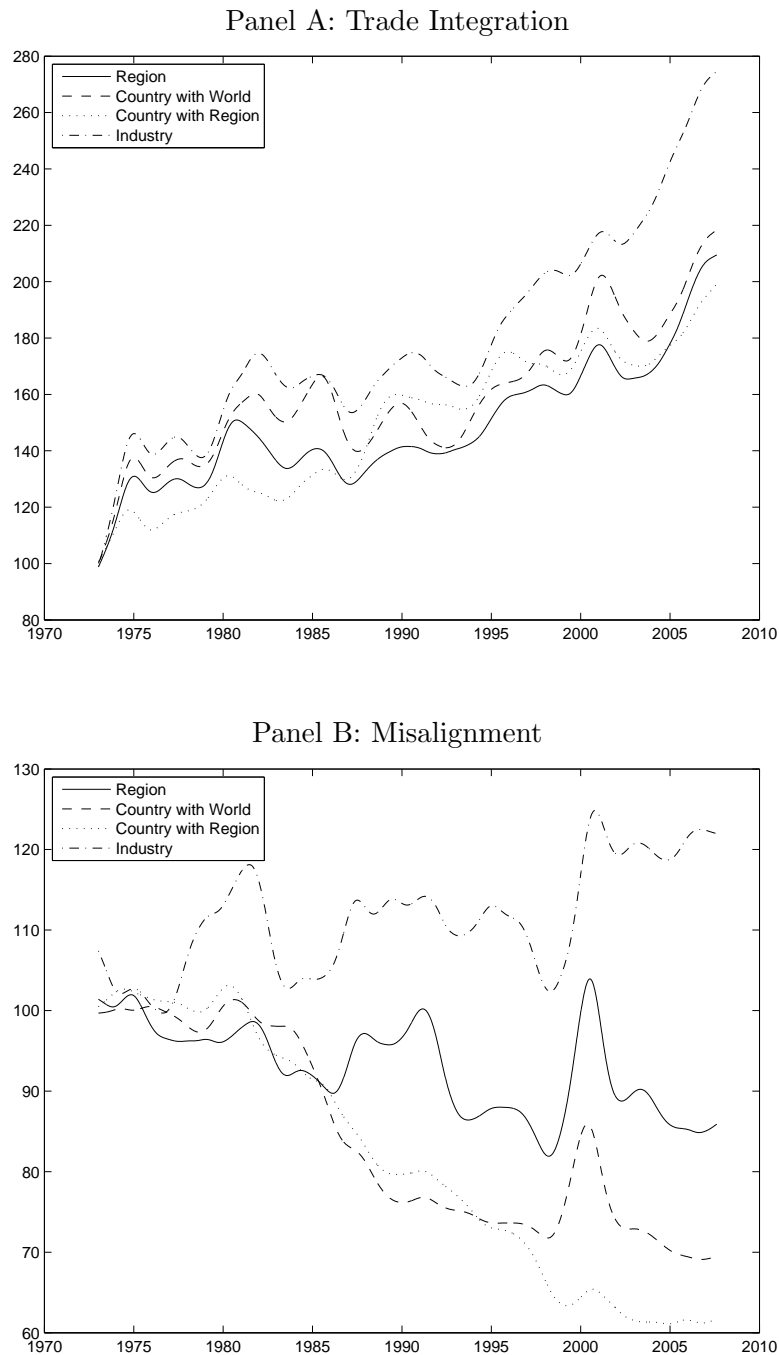 Panel A: Trade Integration
280
260
240
220
200
180
160
140
120
100
80
Region
Country with World
Country with Region
Industry
1970 1975 1980 1985 1990 1995 2000 2005 2010
Panel B: Misalignment
130
120
110
100
90
80
70
60
Region
Country with World
Country with Region
Industry
1970 1975 1980 1985 1990 1995 2000 2005 2010